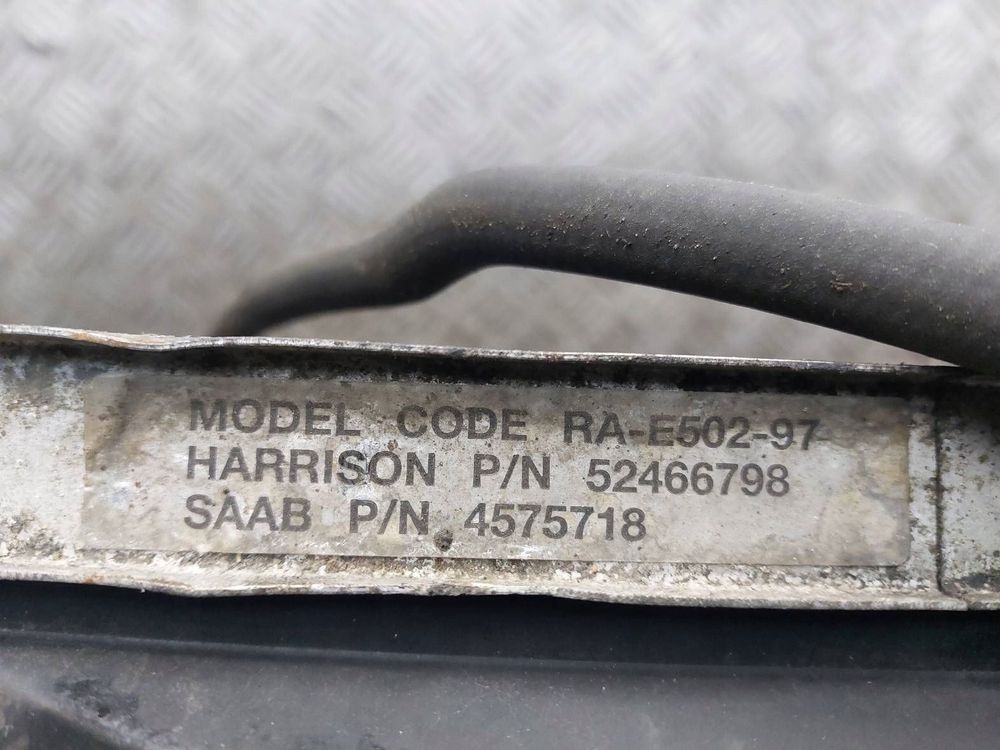 MODEL CODE RA-E502-97
HARRISON P/N 52466798
SAAB P/N 4575718